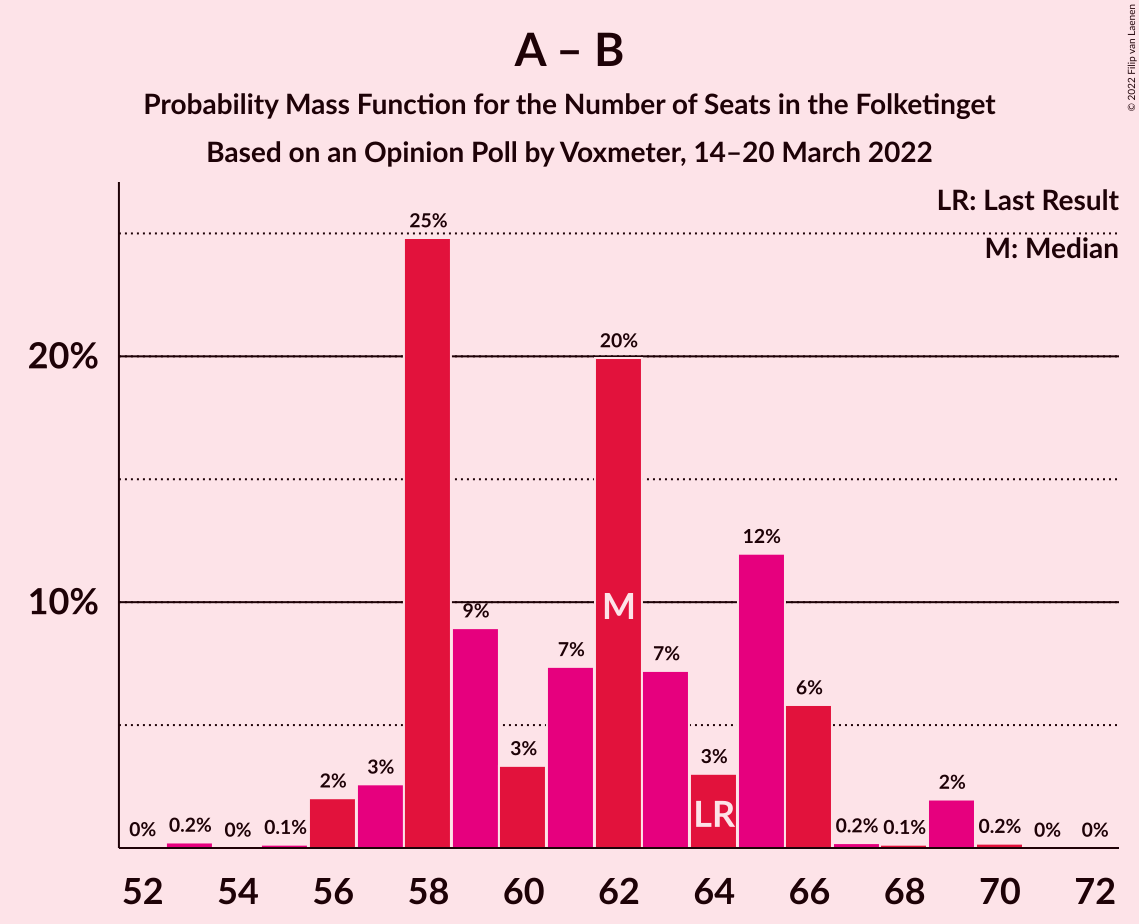 A – B
Probability Mass Function for the Number of Seats in the Folketinget
Based on an Opinion Poll by Voxmeter, 14–20 March 2022
© 2022 Filip van Laenen
LR: Last Result
M: Median
25%
20%
20%
12%
10%
9%
7%
7%
6%
3%
3%
3%
2%
2%
0%
0.2%
0%
0.1%
0.2%
0.1%
0.2%
0%
0%
M
LR
52 54 56 58 60 62 64 66 68 70 72